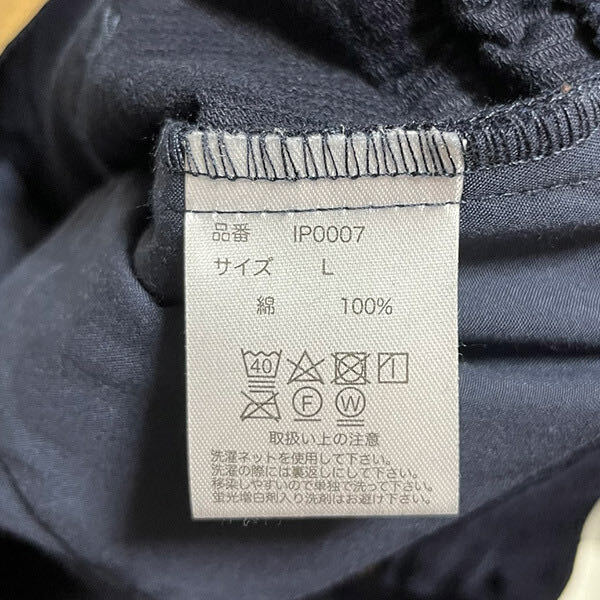 品番 IP0007
サイズ L
綿 100%
40
F W
取扱い上の注意
洗濯ネットを使用して下さい。
洗濯の際には裏返しにして下さい。
移染しやすいので単独で洗って下さい。
蛍光増白剤入り洗剤はお避け下さい。